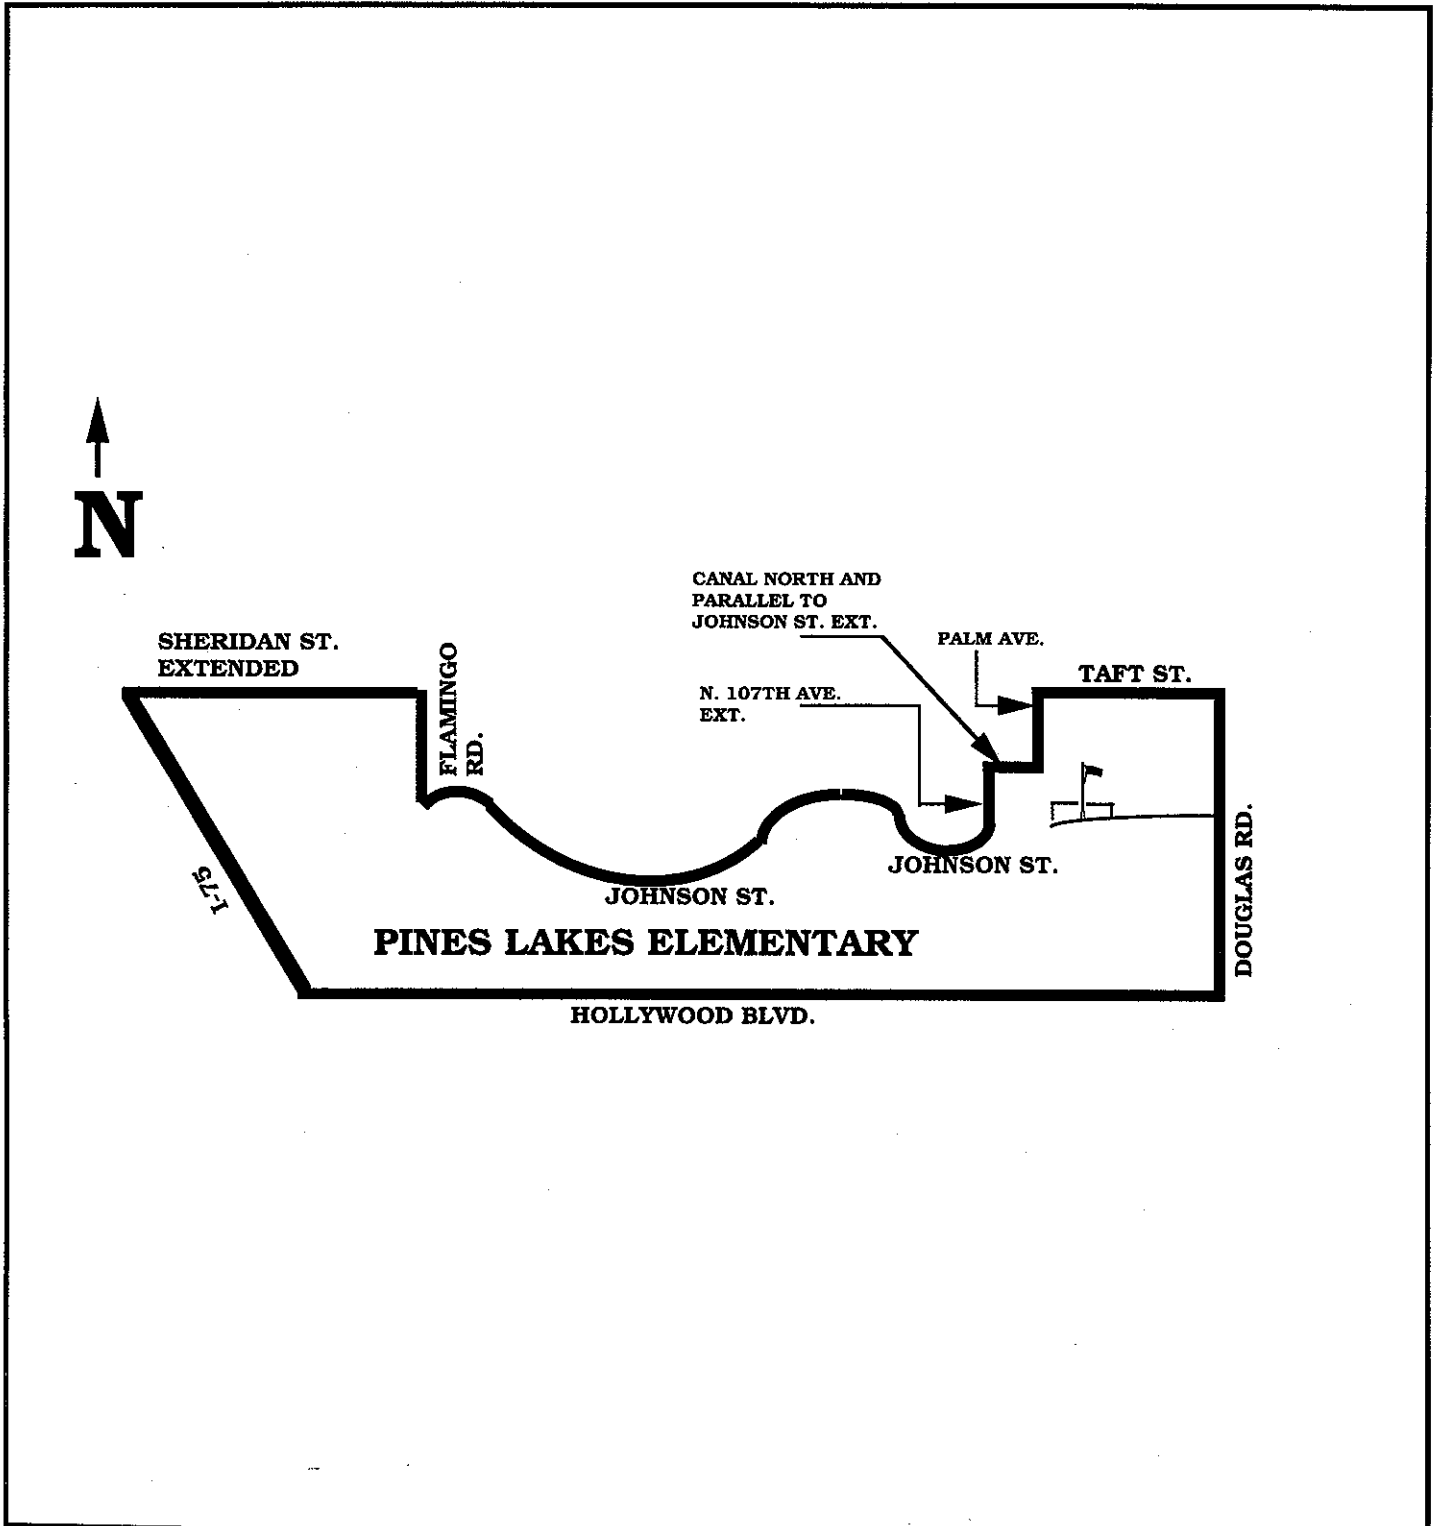 N
CANAL NORTH AND
PARALLEL TO
JOHNSON ST. EXT.
SHERIDAN ST.
EXTENDED
FLAMINGO
RD.
PALM AVE.
TAFT ST.
N. 107TH AVE.
EXT.
I-75
JOHNSON ST.
JOHNSON ST.
DOUGLAS RD.
PINES LAKES ELEMENTARY
HOLLYWOOD BLVD.